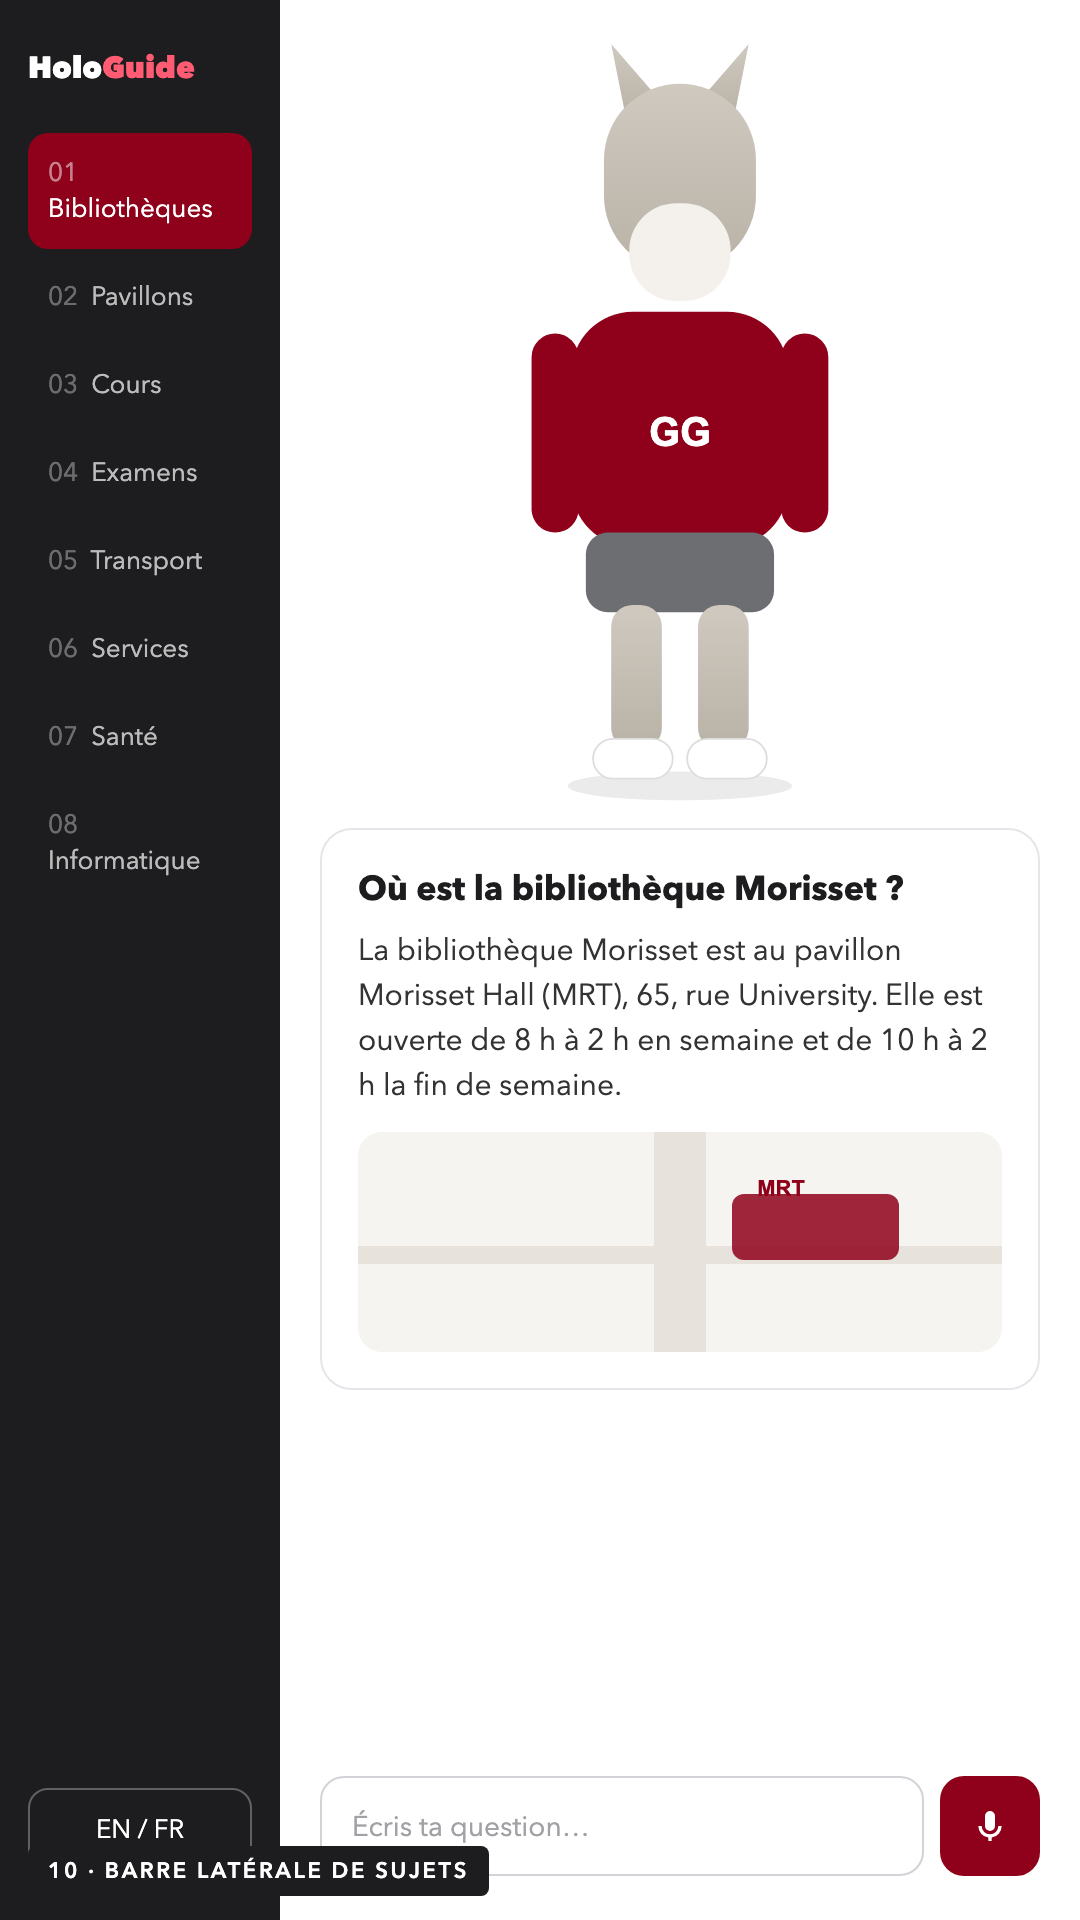 HoloGuide
01
Bibliothèques
02 Pavillons
03 Cours
04 Examens
05 Transport
06 Services
07 Santé
08
Informatique
EN / FR
GG
Où est la bibliothèque Morisset ?
La bibliothèque Morisset est au pavillon
Morisset Hall (MRT), 65, rue University. Elle est
ouverte de 8 h à 2 h en semaine et de 10 h à 2
h la fin de semaine.
MRT
Écris ta question…
10 · BARRE LATÉRALE DE SUJETS